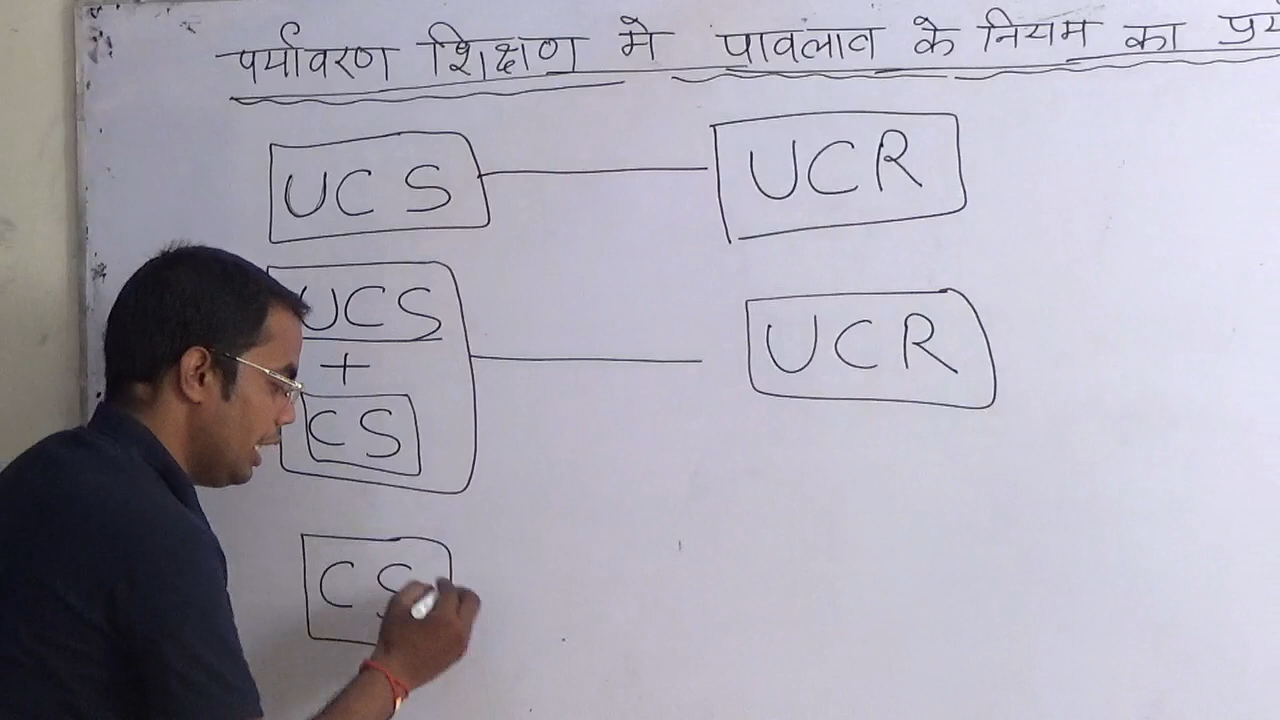 पर्यावरण शिक्षण मे पावलाव के नियम का
UCS UCR
UCS UCR
+
CS
CS